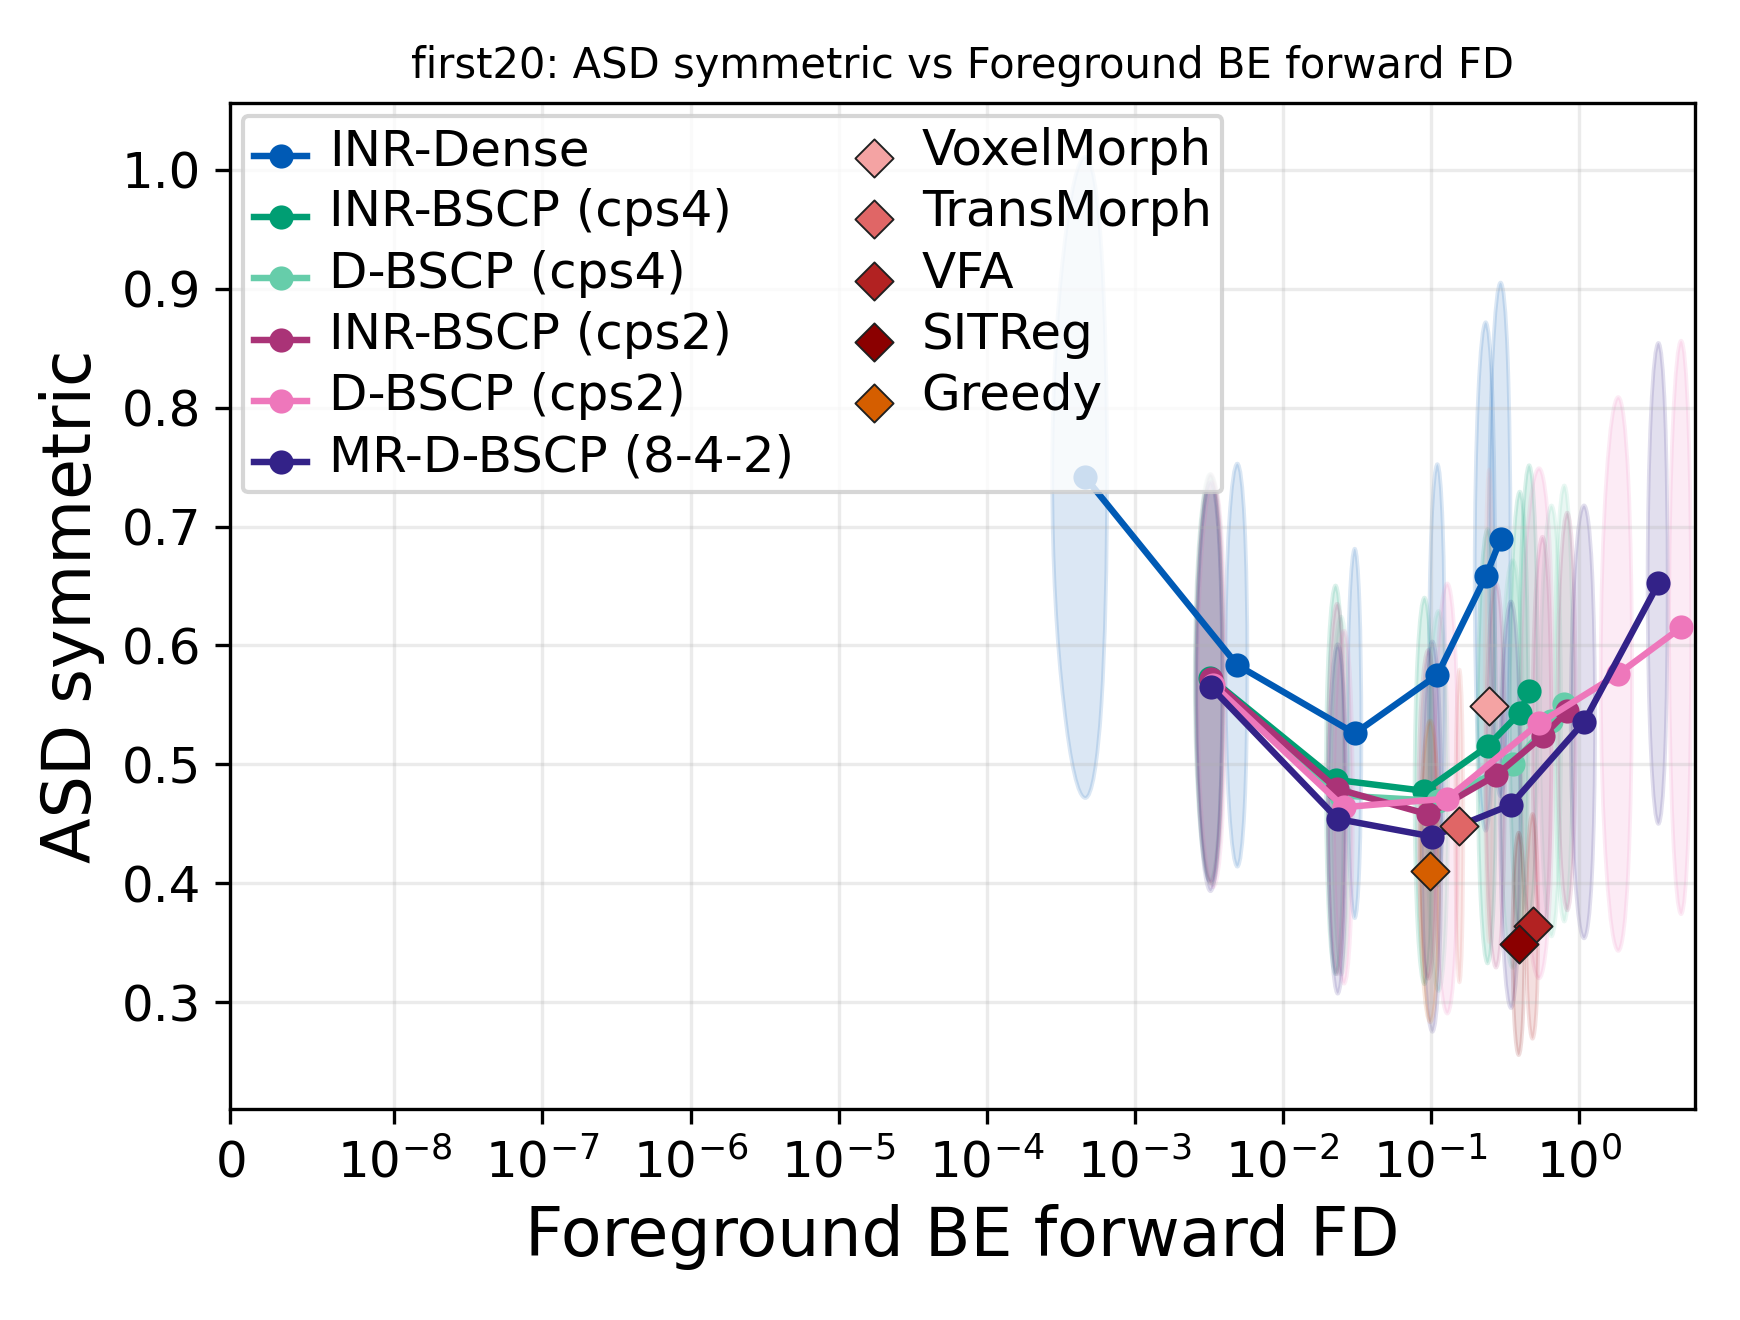 first20: ASD symmetric vs Foreground BE forward FD
INR-Dense
INR-BSCP (cps4)
D-BSCP (cps4)
INR-BSCP (cps2)
D-BSCP (cps2)
MR-D-BSCP (8-4-2)
VoxelMorph
TransMorph
VFA
SITReg
Greedy
ASD symmetric
1.0
0.9
0.8
0.7
0.6
0.5
0.4
0.3
0 10⁻⁸ 10⁻⁷ 10⁻⁶ 10⁻⁵ 10⁻⁴ 10⁻³ 10⁻² 10⁻¹ 10⁰
Foreground BE forward FD